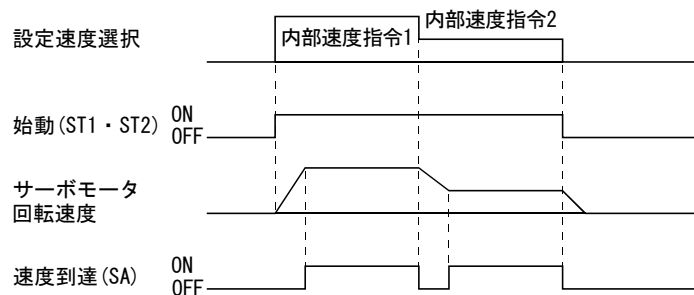 設定速度選択
内部速度指令1
内部速度指令2
始動(ST1・ST2)
ON
OFF
サーボモータ
回転速度
速度到達(SA)
ON
OFF